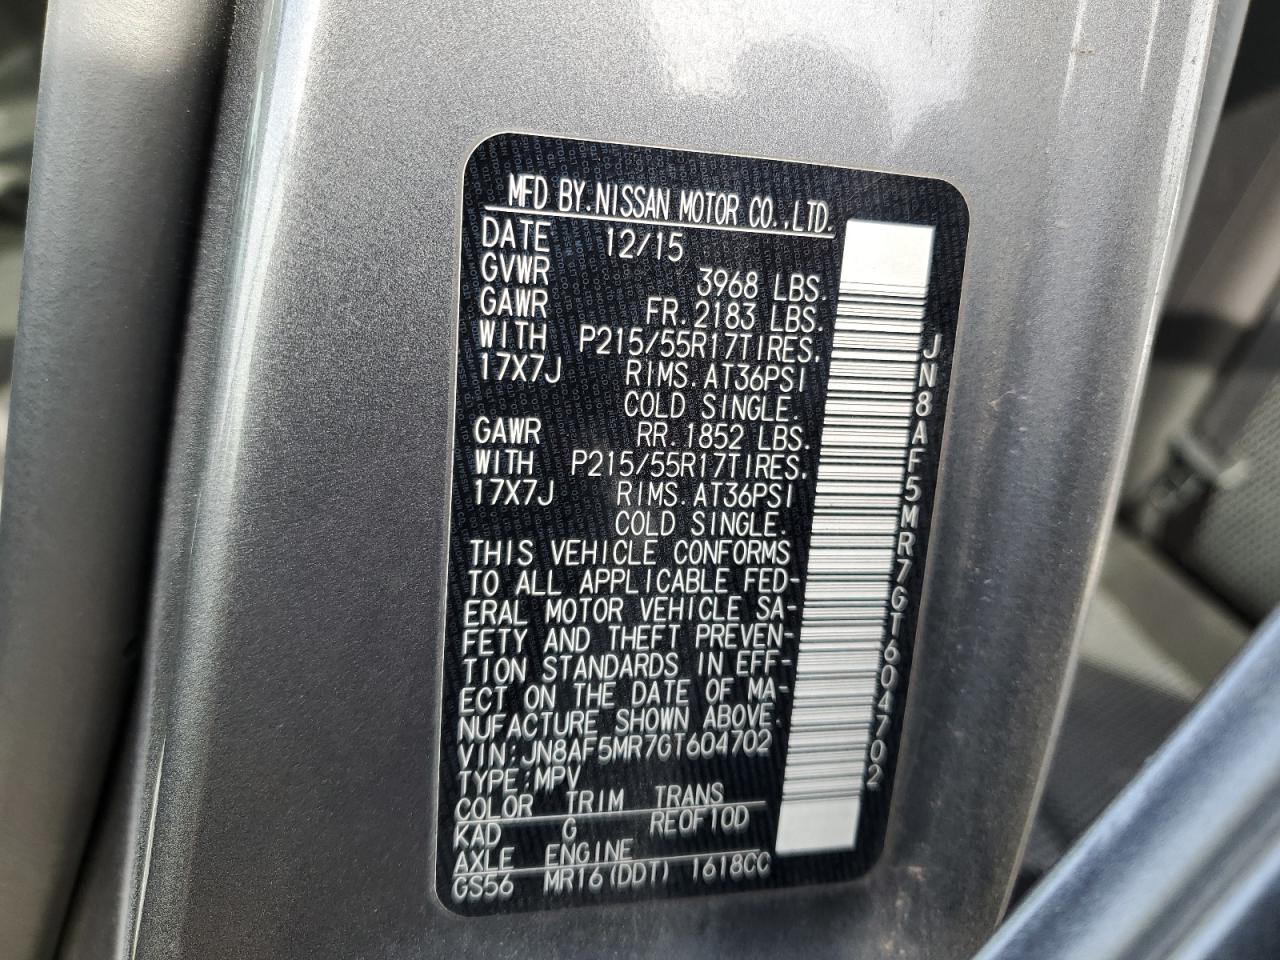 MFD BY.NISSAN MOTOR CO.,LTD.
DATE 12/15
GVWR 3968 LBS.
GAWR FR.2183 LBS.
WITH P215/55R17TIRES.
17X7J RIMS.AT36PSI
COLD SINGLE.
GAWR RR.1852 LBS.
WITH P215/55R17TIRES.
17X7J RIMS.AT36PSI
COLD SINGLE.
THIS VEHICLE CONFORMS
TO ALL APPLICABLE FED-
ERAL MOTOR VEHICLE SA-
FETY AND THEFT PREVEN-
TION STANDARDS IN EFF-
ECT ON THE DATE OF MA-
NUFACTURE SHOWN ABOVE.
VIN:JN8AF5MR7GT604702
TYPE:MPV
COLOR TRIM TRANS
KAD G RE0F10D
AXLE ENGINE
GS56 MR16(DDT) 1618CC
JN8AF5MR7GT604702